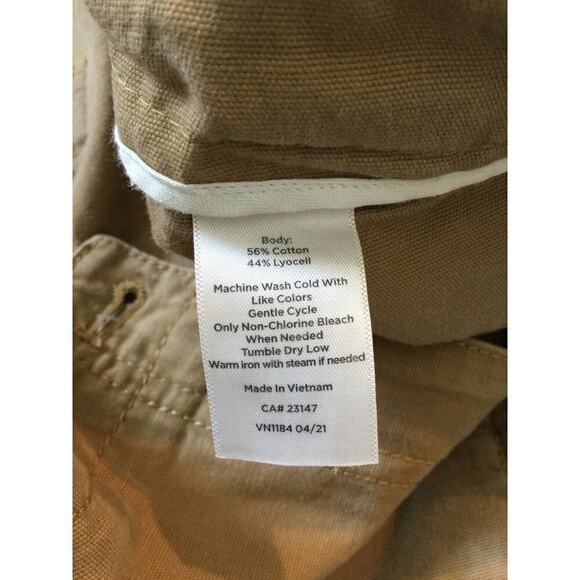 Body:
56% Cotton
44% Lyocell
Machine Wash Cold With
Like Colors
Gentle Cycle
Only Non-Chlorine Bleach
When Needed
Tumble Dry Low
Warm iron with steam if needed
Made In Vietnam
CA# 23147
VN1184 04/21